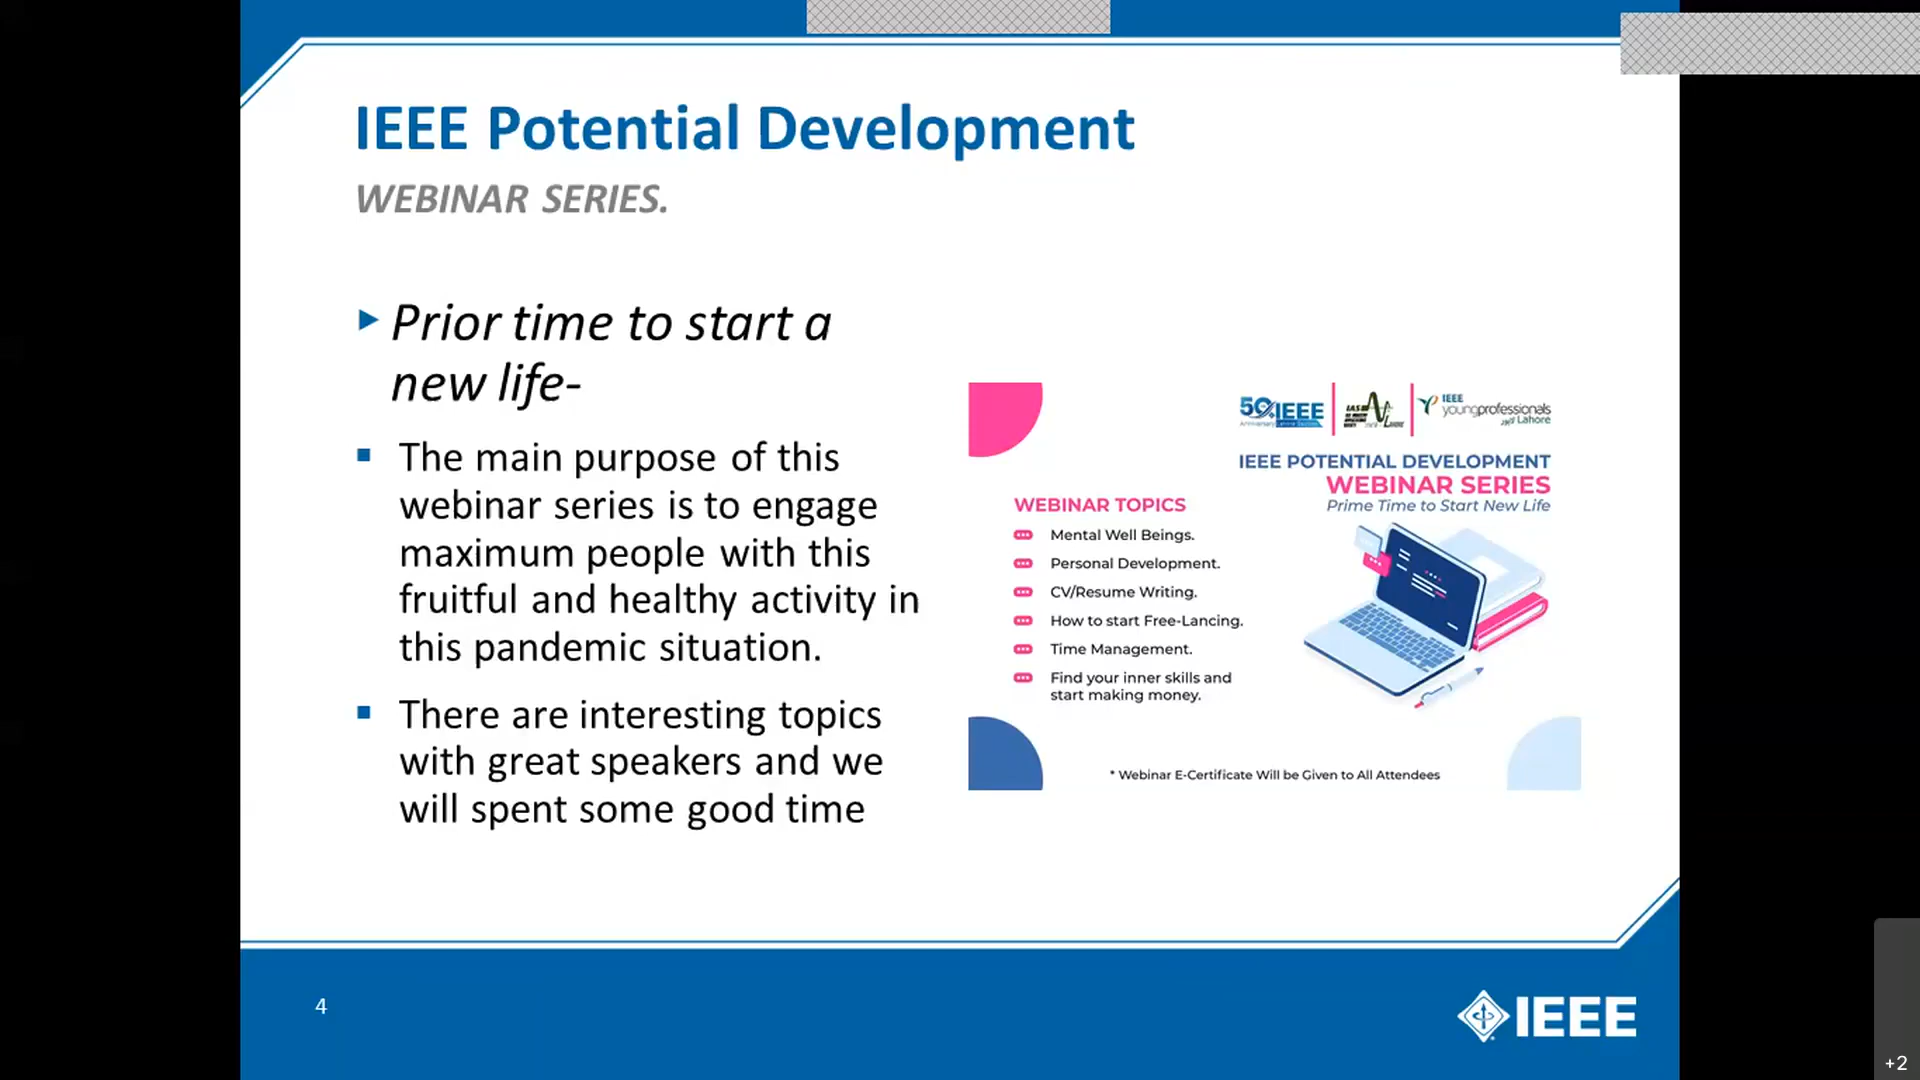 IEEE Potential Development
WEBINAR SERIES.
Prior time to start a
new life-
The main purpose of this
webinar series is to engage
maximum people with this
fruitful and healthy activity in
this pandemic situation.
There are interesting topics
with great speakers and we
will spent some good time
50 IEEE
IEEE
youngprofessionals
Lahore
IEEE POTENTIAL DEVELOPMENT
WEBINAR SERIES
Prime Time to Start New Life
WEBINAR TOPICS
Mental Well Beings.
Personal Development.
CV/Resume Writing.
How to start Free-Lancing.
Time Management.
Find your inner skills and
start making money.
* Webinar E-Certificate Will be Given to All Attendees
4
IEEE
+2